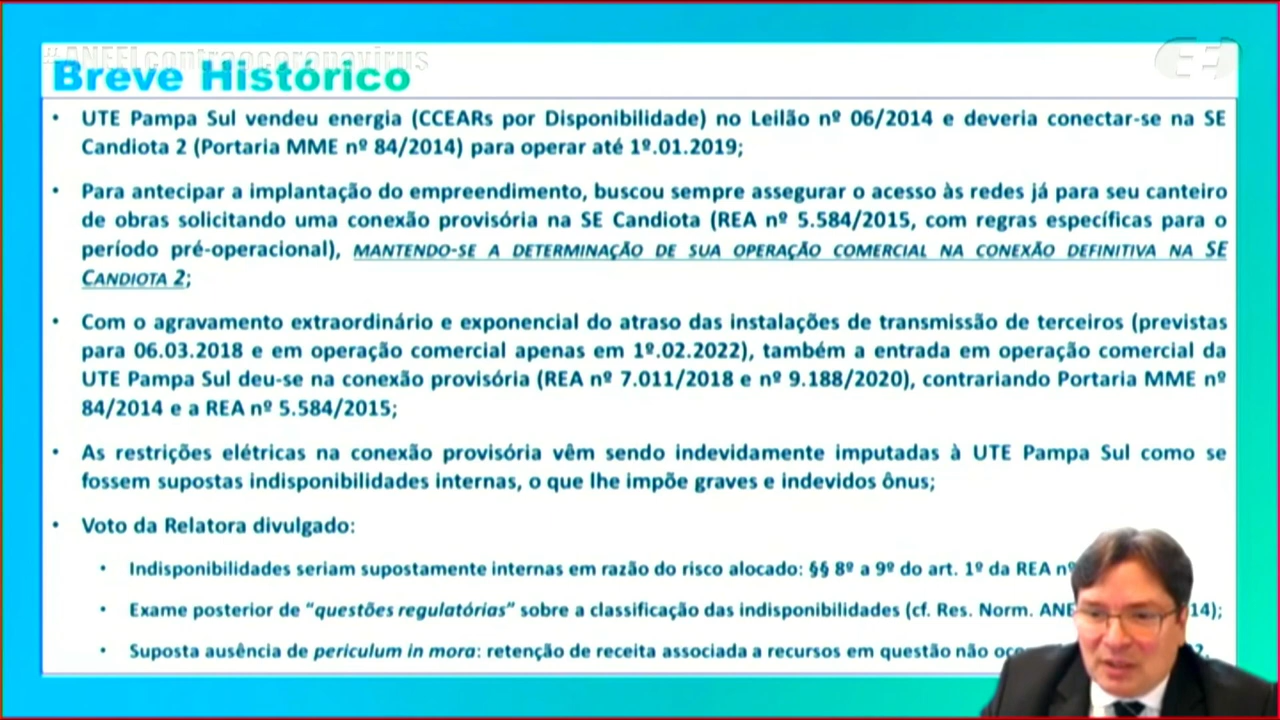 #ANEELcontraocoronavirus
Breve Histórico
• UTE Pampa Sul vendeu energia (CCEARs por Disponibilidade) no Leilão nº 06/2014 e deveria conectar-se na SE
Candiota 2 (Portaria MME nº 84/2014) para operar até 1º.01.2019;
• Para antecipar a implantação do empreendimento, buscou sempre assegurar o acesso às redes já para seu canteiro
de obras solicitando uma conexão provisória na SE Candiota (REA nº 5.584/2015, com regras específicas para o
período pré-operacional), MANTENDO-SE A DETERMINAÇÃO DE SUA OPERAÇÃO COMERCIAL NA CONEXÃO DEFINITIVA NA SE
CANDIOTA 2;
• Com o agravamento extraordinário e exponencial do atraso das instalações de transmissão de terceiros (previstas
para 06.03.2018 e em operação comercial apenas em 1º.02.2022), também a entrada em operação comercial da
UTE Pampa Sul deu-se na conexão provisória (REA nº 7.011/2018 e nº 9.188/2020), contrariando Portaria MME nº
84/2014 e a REA nº 5.584/2015;
• As restrições elétricas na conexão provisória vêm sendo indevidamente imputadas à UTE Pampa Sul como se
fossem supostas indisponibilidades internas, o que lhe impõe graves e indevidos ônus;
• Voto da Relatora divulgado:
• Indisponibilidades seriam supostamente internas em razão do risco alocado: §§ 8º a 9º do art. 1º da REA nº
• Exame posterior de “questões regulatórias” sobre a classificação das indisponibilidades (cf. Res. Norm. 14);
• Suposta ausência de periculum in mora: retenção de receita associada a recursos em questão não